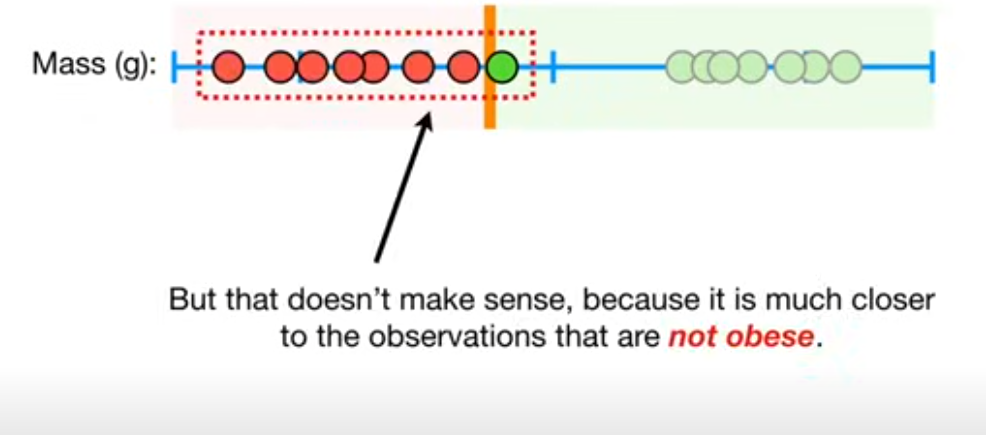 Mass (g):
But that doesn't make sense, because it is much closer
to the observations that are not obese.